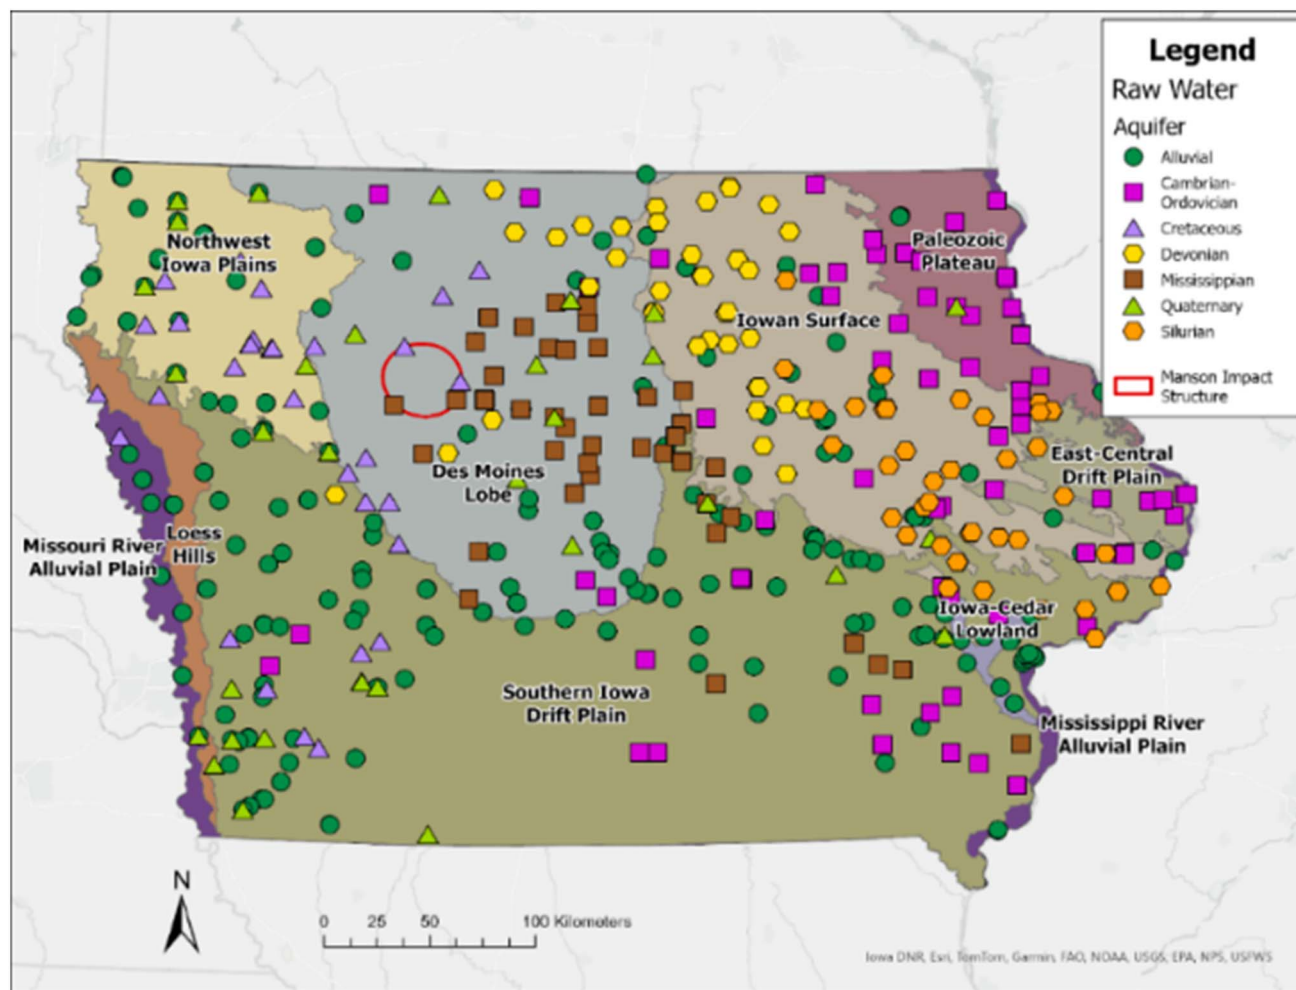 Legend
Raw Water
Aquifer
Alluvial
Cambrian-
Ordovician
Cretaceous
Devonian
Mississippian
Quaternary
Silurian
Manson Impact
Structure
Northwest
Iowa Plains
Paleozoic
Plateau
Iowan Surface
Des Moines
Lobe
East-Central
Drift Plain
Loess
Hills
Missouri River
Alluvial Plain
Iowa-Cedar
Lowland
Southern Iowa
Drift Plain
Mississippi River
Alluvial Plain
N
0 25 50 100 Kilometers
Iowa DNR, Esri, TomTom, Garmin, FAO, NOAA, USGS, EPA, NPS, USFWS